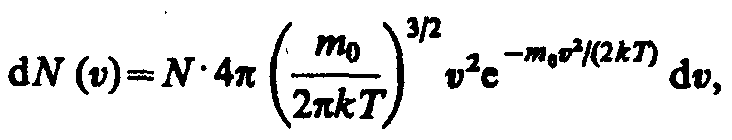 dN (v) = N · 4π (m₀ / 2πkT)^{3/2} v² e^{−m₀v²/(2kT)} dv,